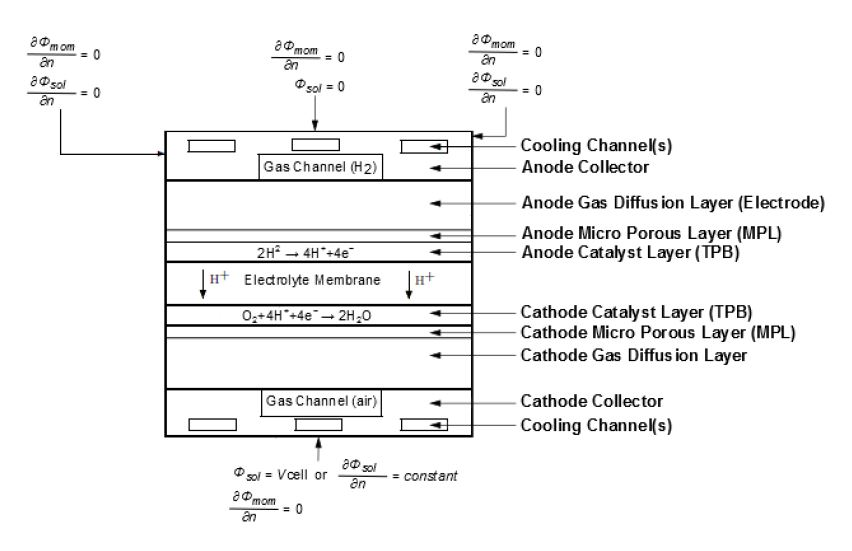 ∂Φmom/∂n = 0
∂Φsol/∂n = 0
∂Φmom/∂n = 0
Φsol = 0
∂Φmom/∂n = 0
∂Φsol/∂n = 0
Cooling Channel(s)
Gas Channel (H2)
Anode Collector
Anode Gas Diffusion Layer (Electrode)
Anode Micro Porous Layer (MPL)
2H² → 4H⁺+4e⁻
Anode Catalyst Layer (TPB)
H⁺ Electrolyte Membrane H⁺
O₂+4H⁺+4e⁻ → 2H₂O
Cathode Catalyst Layer (TPB)
Cathode Micro Porous Layer (MPL)
Cathode Gas Diffusion Layer
Gas Channel (air)
Cathode Collector
Cooling Channel(s)
Φsol = Vcell or ∂Φsol/∂n = constant
∂Φmom/∂n = 0